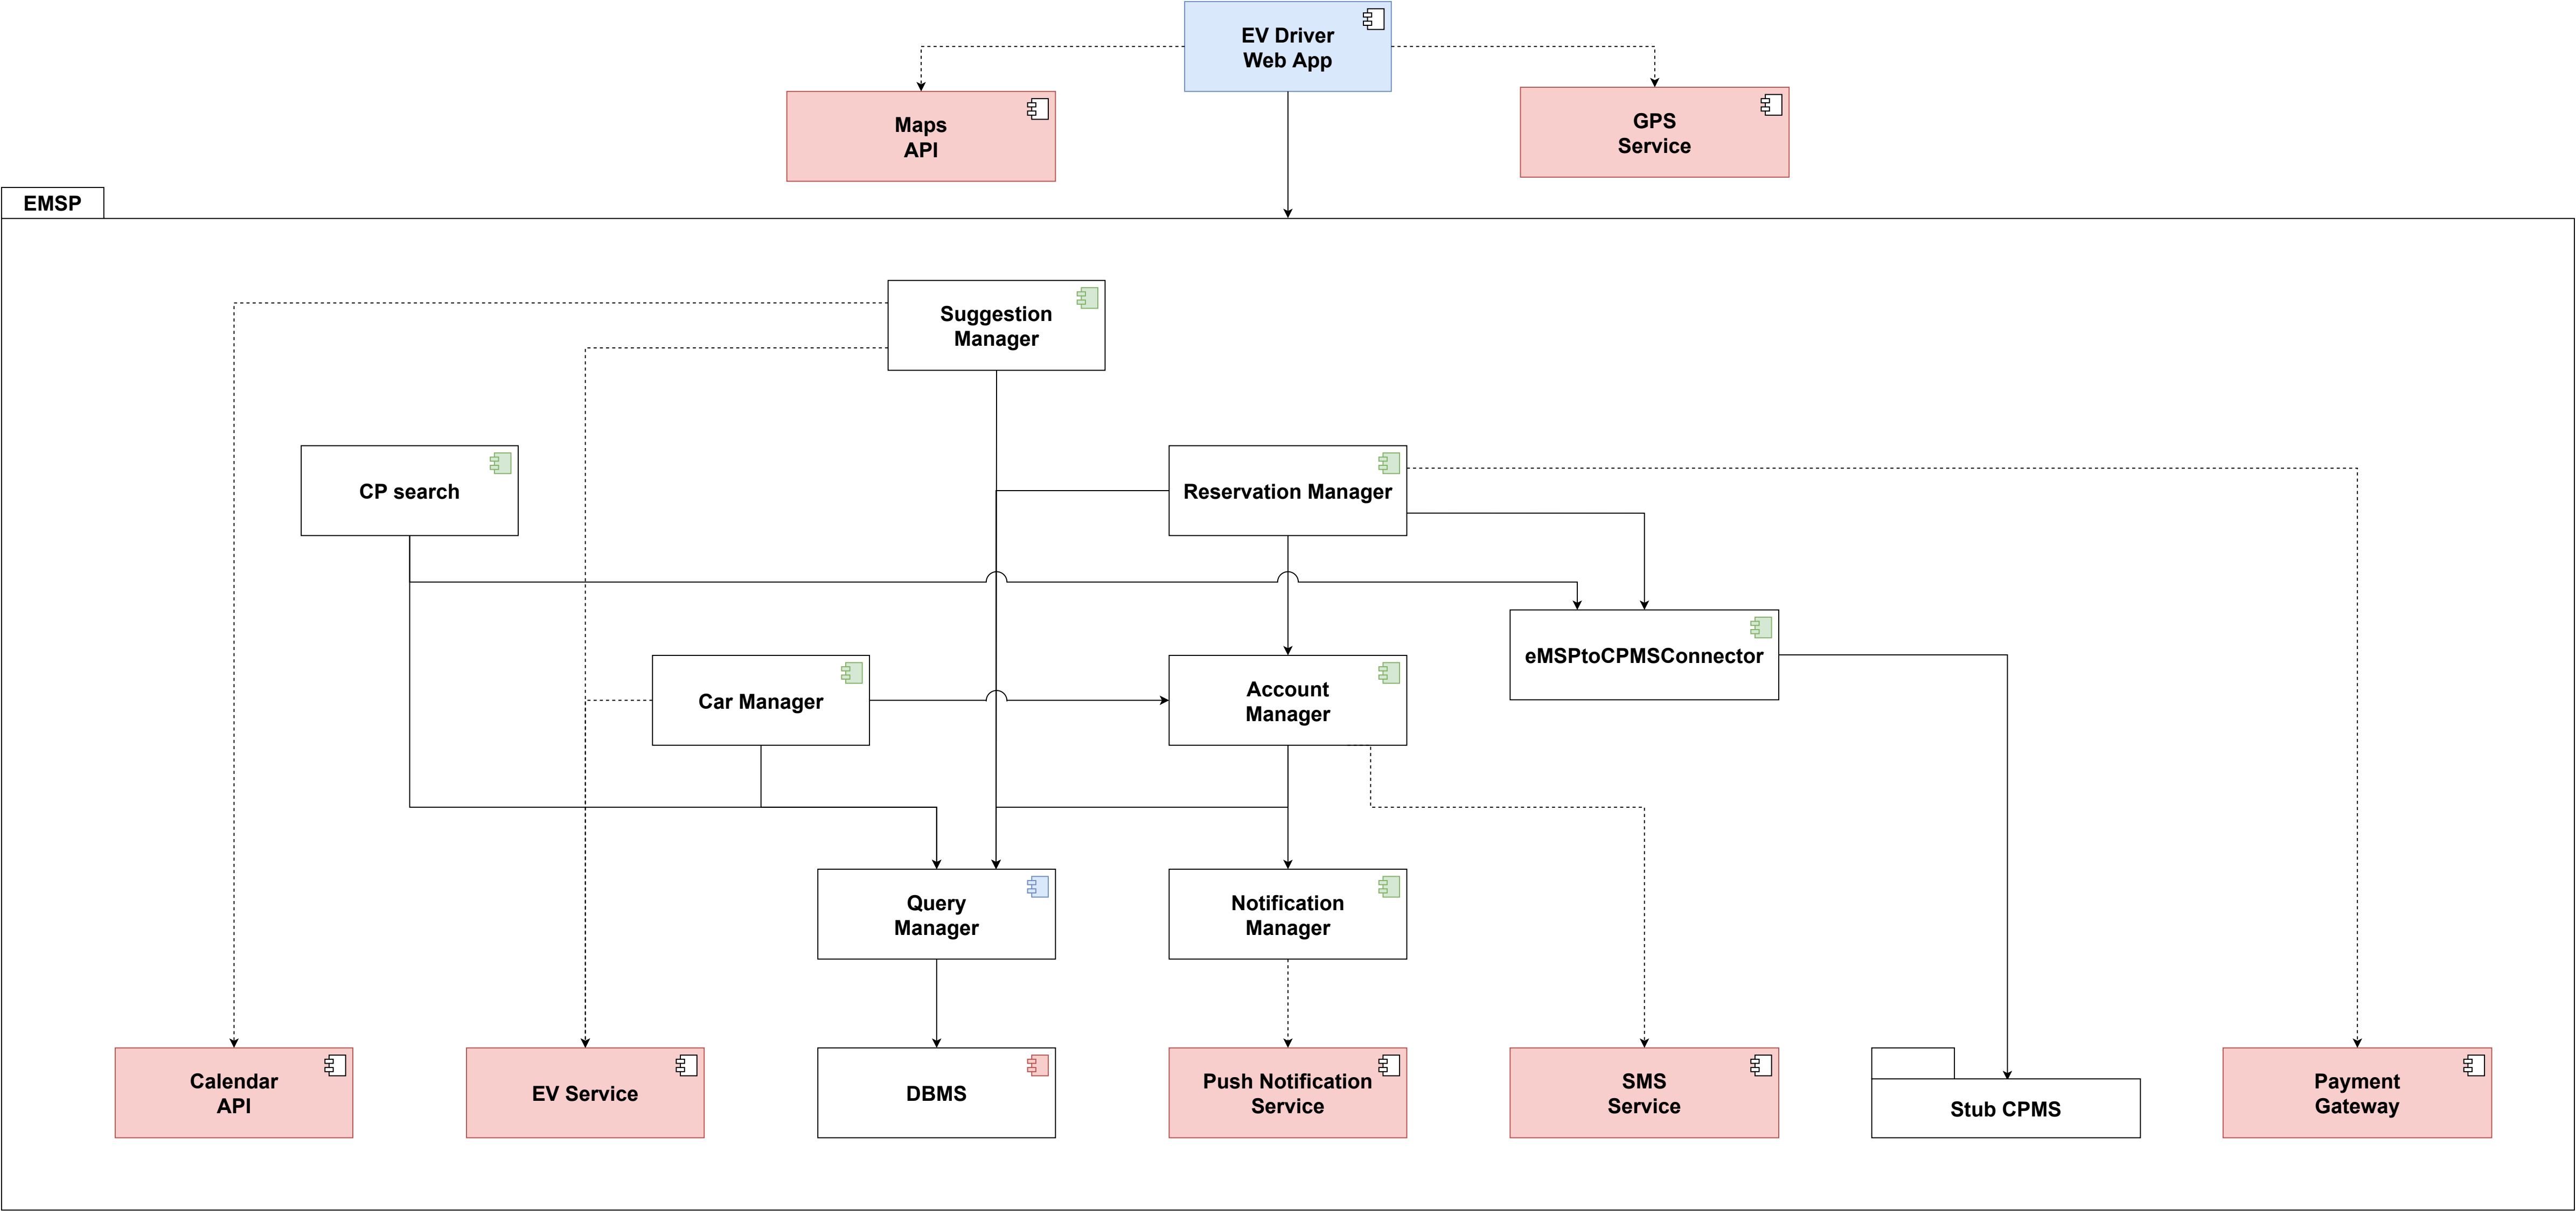 EV Driver
Web App
Maps
API
GPS
Service
EMSP
Suggestion
Manager
CP search
Reservation Manager
eMSPtoCPMSConnector
Car Manager
Account
Manager
Query
Manager
Notification
Manager
Calendar
API
EV Service
DBMS
Push Notification
Service
SMS
Service
Stub CPMS
Payment
Gateway